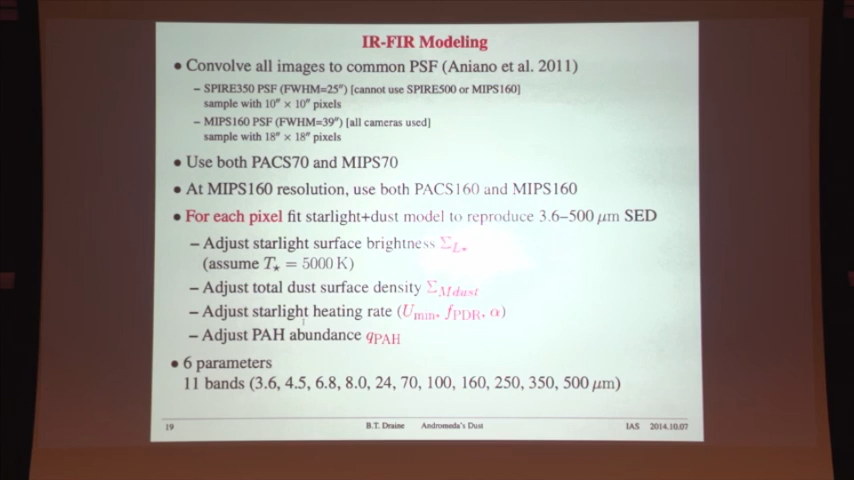 IR-FIR Modeling
• Convolve all images to common PSF (Aniano et al. 2011)
– SPIRE350 PSF (FWHM=25″) [cannot use SPIRE500 or MIPS160]
sample with 10″ × 10″ pixels
– MIPS160 PSF (FWHM=39″) [all cameras used]
sample with 18″ × 18″ pixels
• Use both PACS70 and MIPS70
• At MIPS160 resolution, use both PACS160 and MIPS160
• For each pixel fit starlight+dust model to reproduce 3.6–500 μm SED
– Adjust starlight surface brightness Σ_L⋆
(assume T⋆ = 5000 K)
– Adjust total dust surface density Σ_Mdust
– Adjust starlight heating rate (U_min, f_PDR, α)
– Adjust PAH abundance q_PAH
• 6 parameters
11 bands (3.6, 4.5, 6.8, 8.0, 24, 70, 100, 160, 250, 350, 500 μm)
19 B.T. Draine Andromeda's Dust IAS 2014.10.07